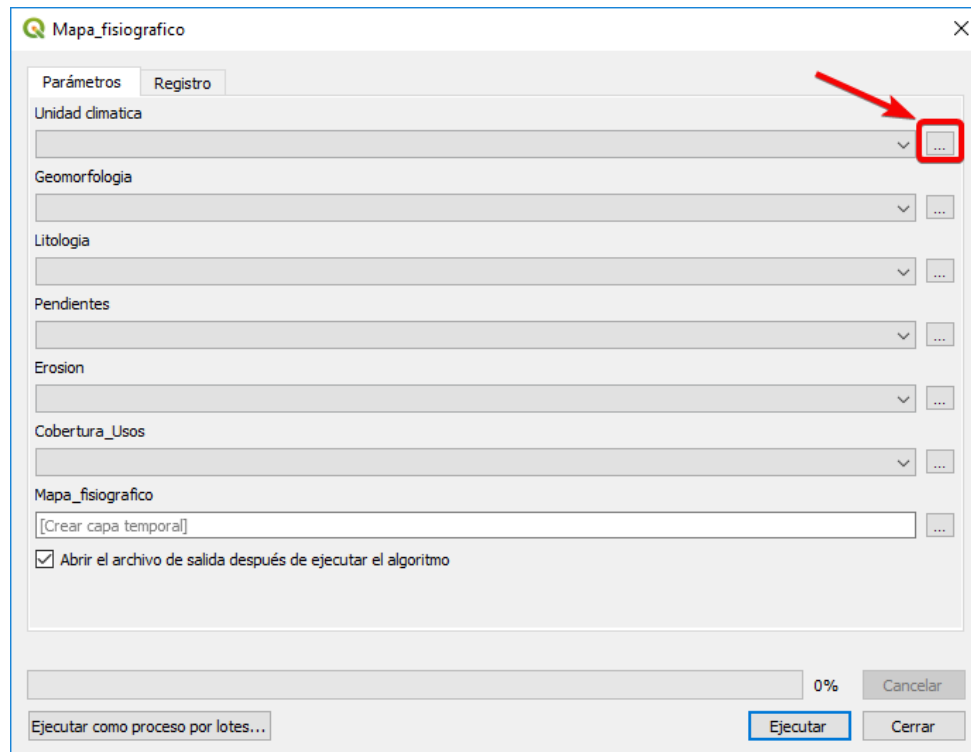 Mapa_fisiografico
Parámetros Registro
Unidad climatica
...
Geomorfologia
...
Litologia
...
Pendientes
...
Erosion
...
Cobertura_Usos
...
Mapa_fisiografico
[Crear capa temporal] ...
Abrir el archivo de salida después de ejecutar el algoritmo
0% Cancelar
Ejecutar como proceso por lotes... Ejecutar Cerrar